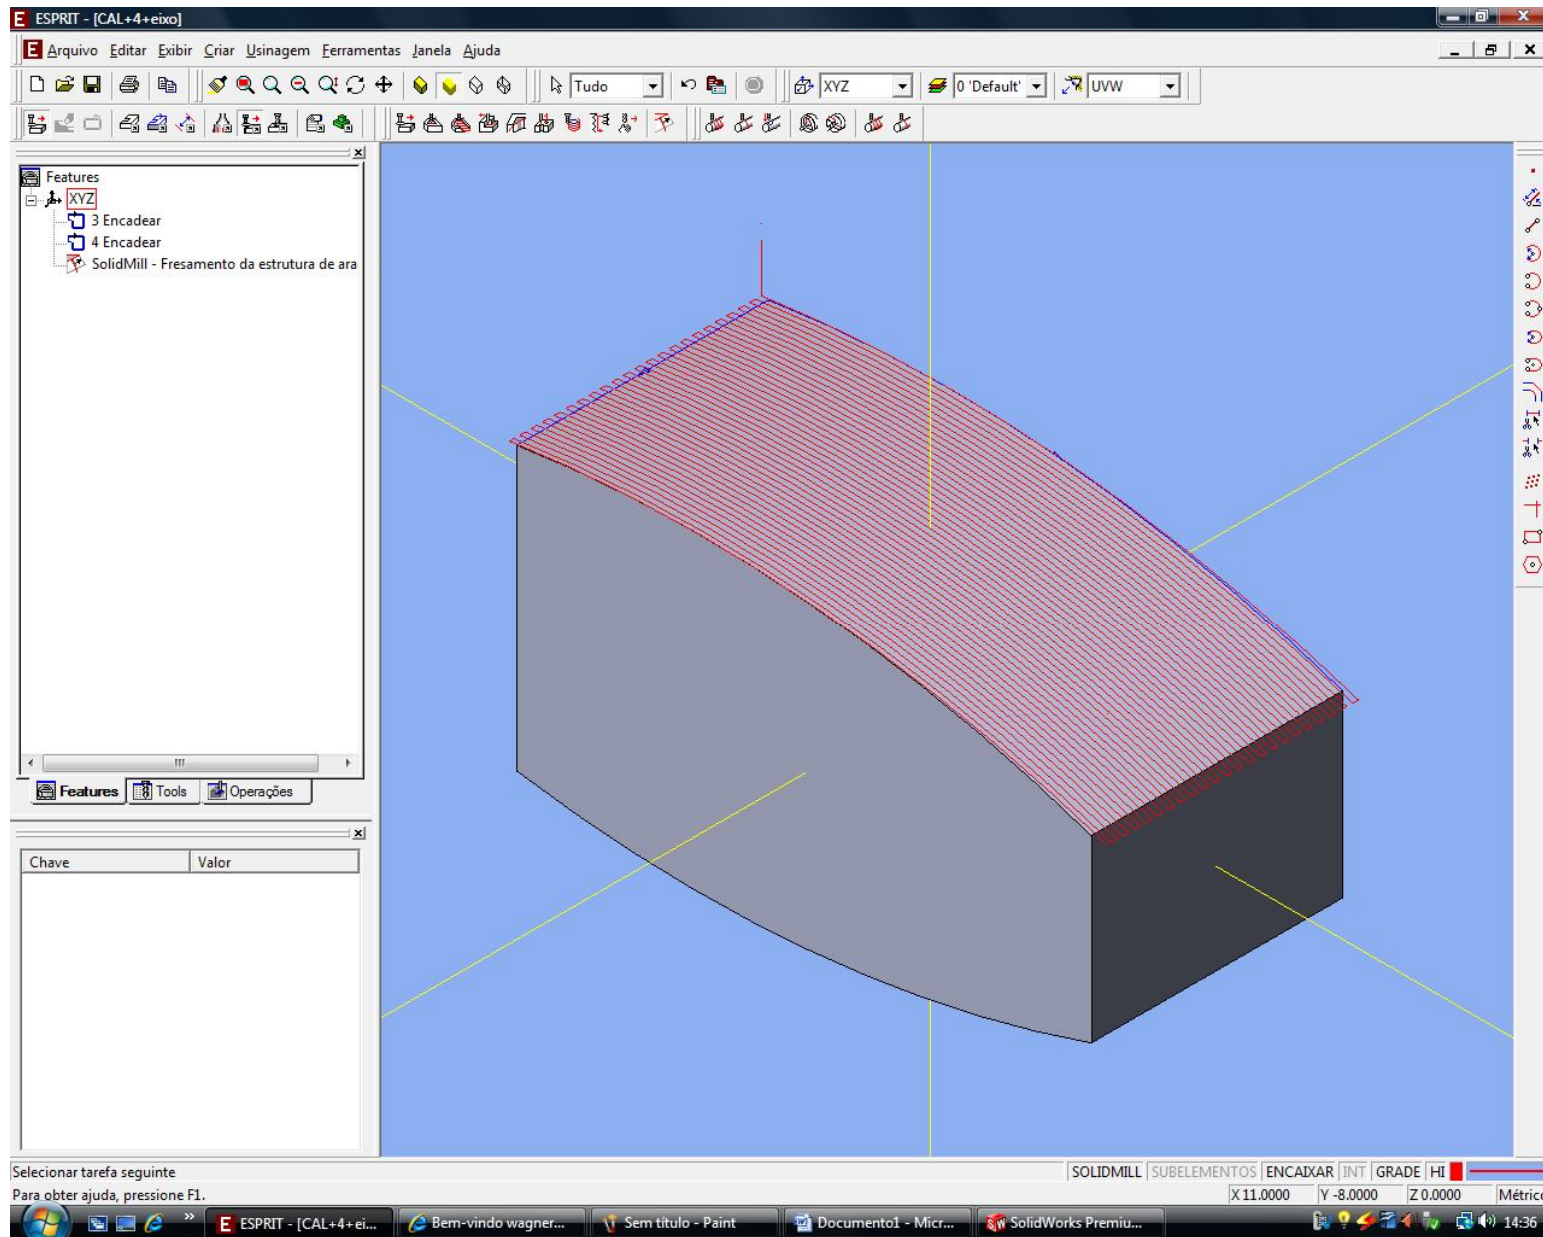 ESPRIT - [CAL+4+eixo]
Arquivo Editar Exibir Criar Usinagem Ferramentas Janela Ajuda
Tudo XYZ 0 'Default' UVW
Features
XYZ
3 Encadear
4 Encadear
SolidMill - Fresamento da estrutura de ara
Features Tools Operações
Chave Valor
Selecionar tarefa seguinte
SOLIDMILL SUBELEMENTOS ENCAIXAR INT GRADE HI
Para obter ajuda, pressione F1.
X 11.0000 Y -8.0000 Z 0.0000 Métrico
ESPRIT - [CAL+4+ei... Bem-vindo wagner... Sem título - Paint Documento1 - Micr... SolidWorks Premiu... 14:36